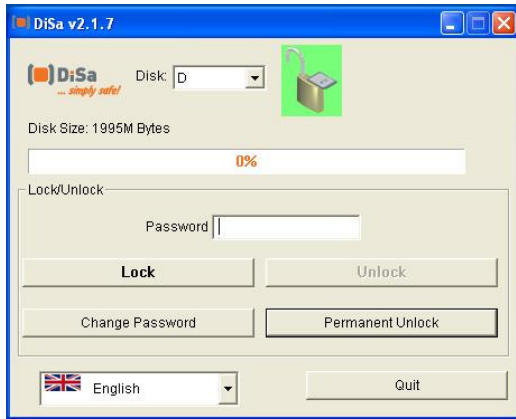 DiSa v2.1.7
DiSa
... simply safe!
Disk: D
Disk Size: 1995M Bytes
0%
Lock/Unlock
Password
Lock Unlock
Change Password Permanent Unlock
English Quit